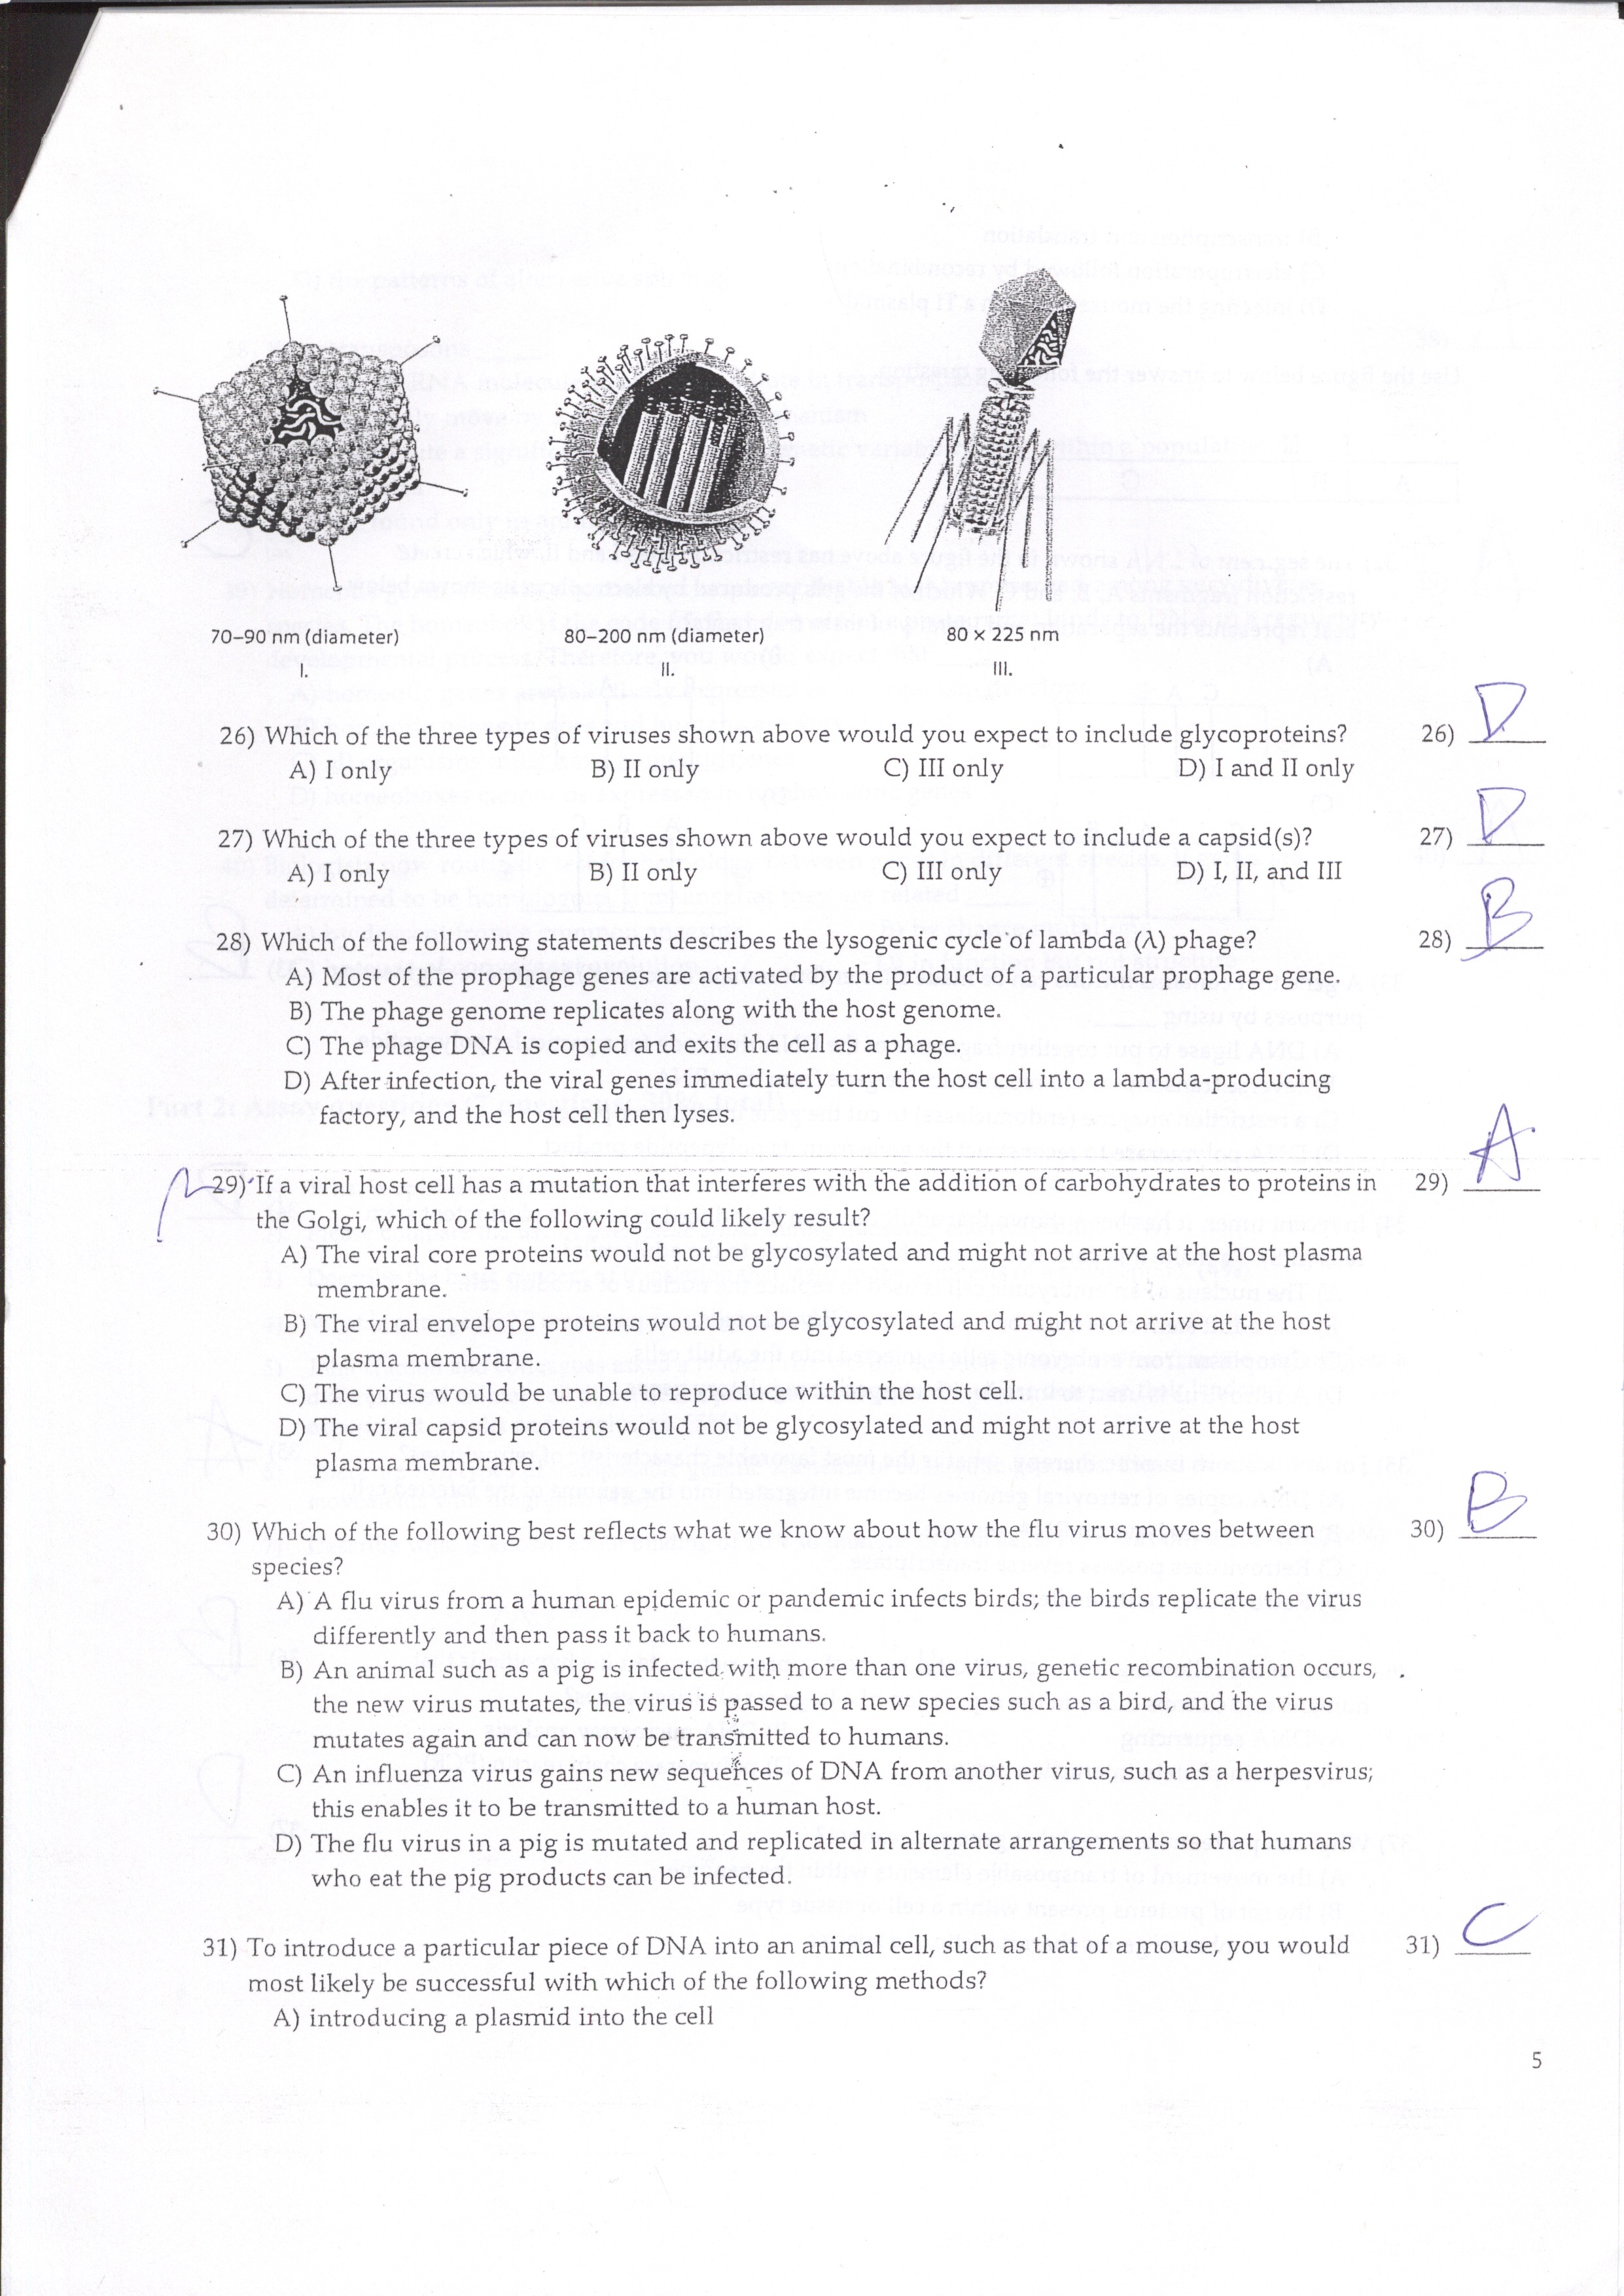 70–90 nm (diameter) 80–200 nm (diameter) 80 × 225 nm
I. II. III.
26) Which of the three types of viruses shown above would you expect to include glycoproteins? 26) D
A) I only B) II only C) III only D) I and II only
27) Which of the three types of viruses shown above would you expect to include a capsid(s)? 27) D
A) I only B) II only C) III only D) I, II, and III
28) Which of the following statements describes the lysogenic cycle of lambda (λ) phage? 28) B
A) Most of the prophage genes are activated by the product of a particular prophage gene.
B) The phage genome replicates along with the host genome.
C) The phage DNA is copied and exits the cell as a phage.
D) After infection, the viral genes immediately turn the host cell into a lambda-producing
factory, and the host cell then lyses.
29) If a viral host cell has a mutation that interferes with the addition of carbohydrates to proteins in 29) A
the Golgi, which of the following could likely result?
A) The viral core proteins would not be glycosylated and might not arrive at the host plasma
membrane.
B) The viral envelope proteins would not be glycosylated and might not arrive at the host
plasma membrane.
C) The virus would be unable to reproduce within the host cell.
D) The viral capsid proteins would not be glycosylated and might not arrive at the host
plasma membrane.
30) Which of the following best reflects what we know about how the flu virus moves between 30) B
species?
A) A flu virus from a human epidemic or pandemic infects birds; the birds replicate the virus
differently and then pass it back to humans.
B) An animal such as a pig is infected with more than one virus, genetic recombination occurs,
the new virus mutates, the virus is passed to a new species such as a bird, and the virus
mutates again and can now be transmitted to humans.
C) An influenza virus gains new sequences of DNA from another virus, such as a herpesvirus;
this enables it to be transmitted to a human host.
D) The flu virus in a pig is mutated and replicated in alternate arrangements so that humans
who eat the pig products can be infected.
31) To introduce a particular piece of DNA into an animal cell, such as that of a mouse, you would 31) C
most likely be successful with which of the following methods?
A) introducing a plasmid into the cell
5